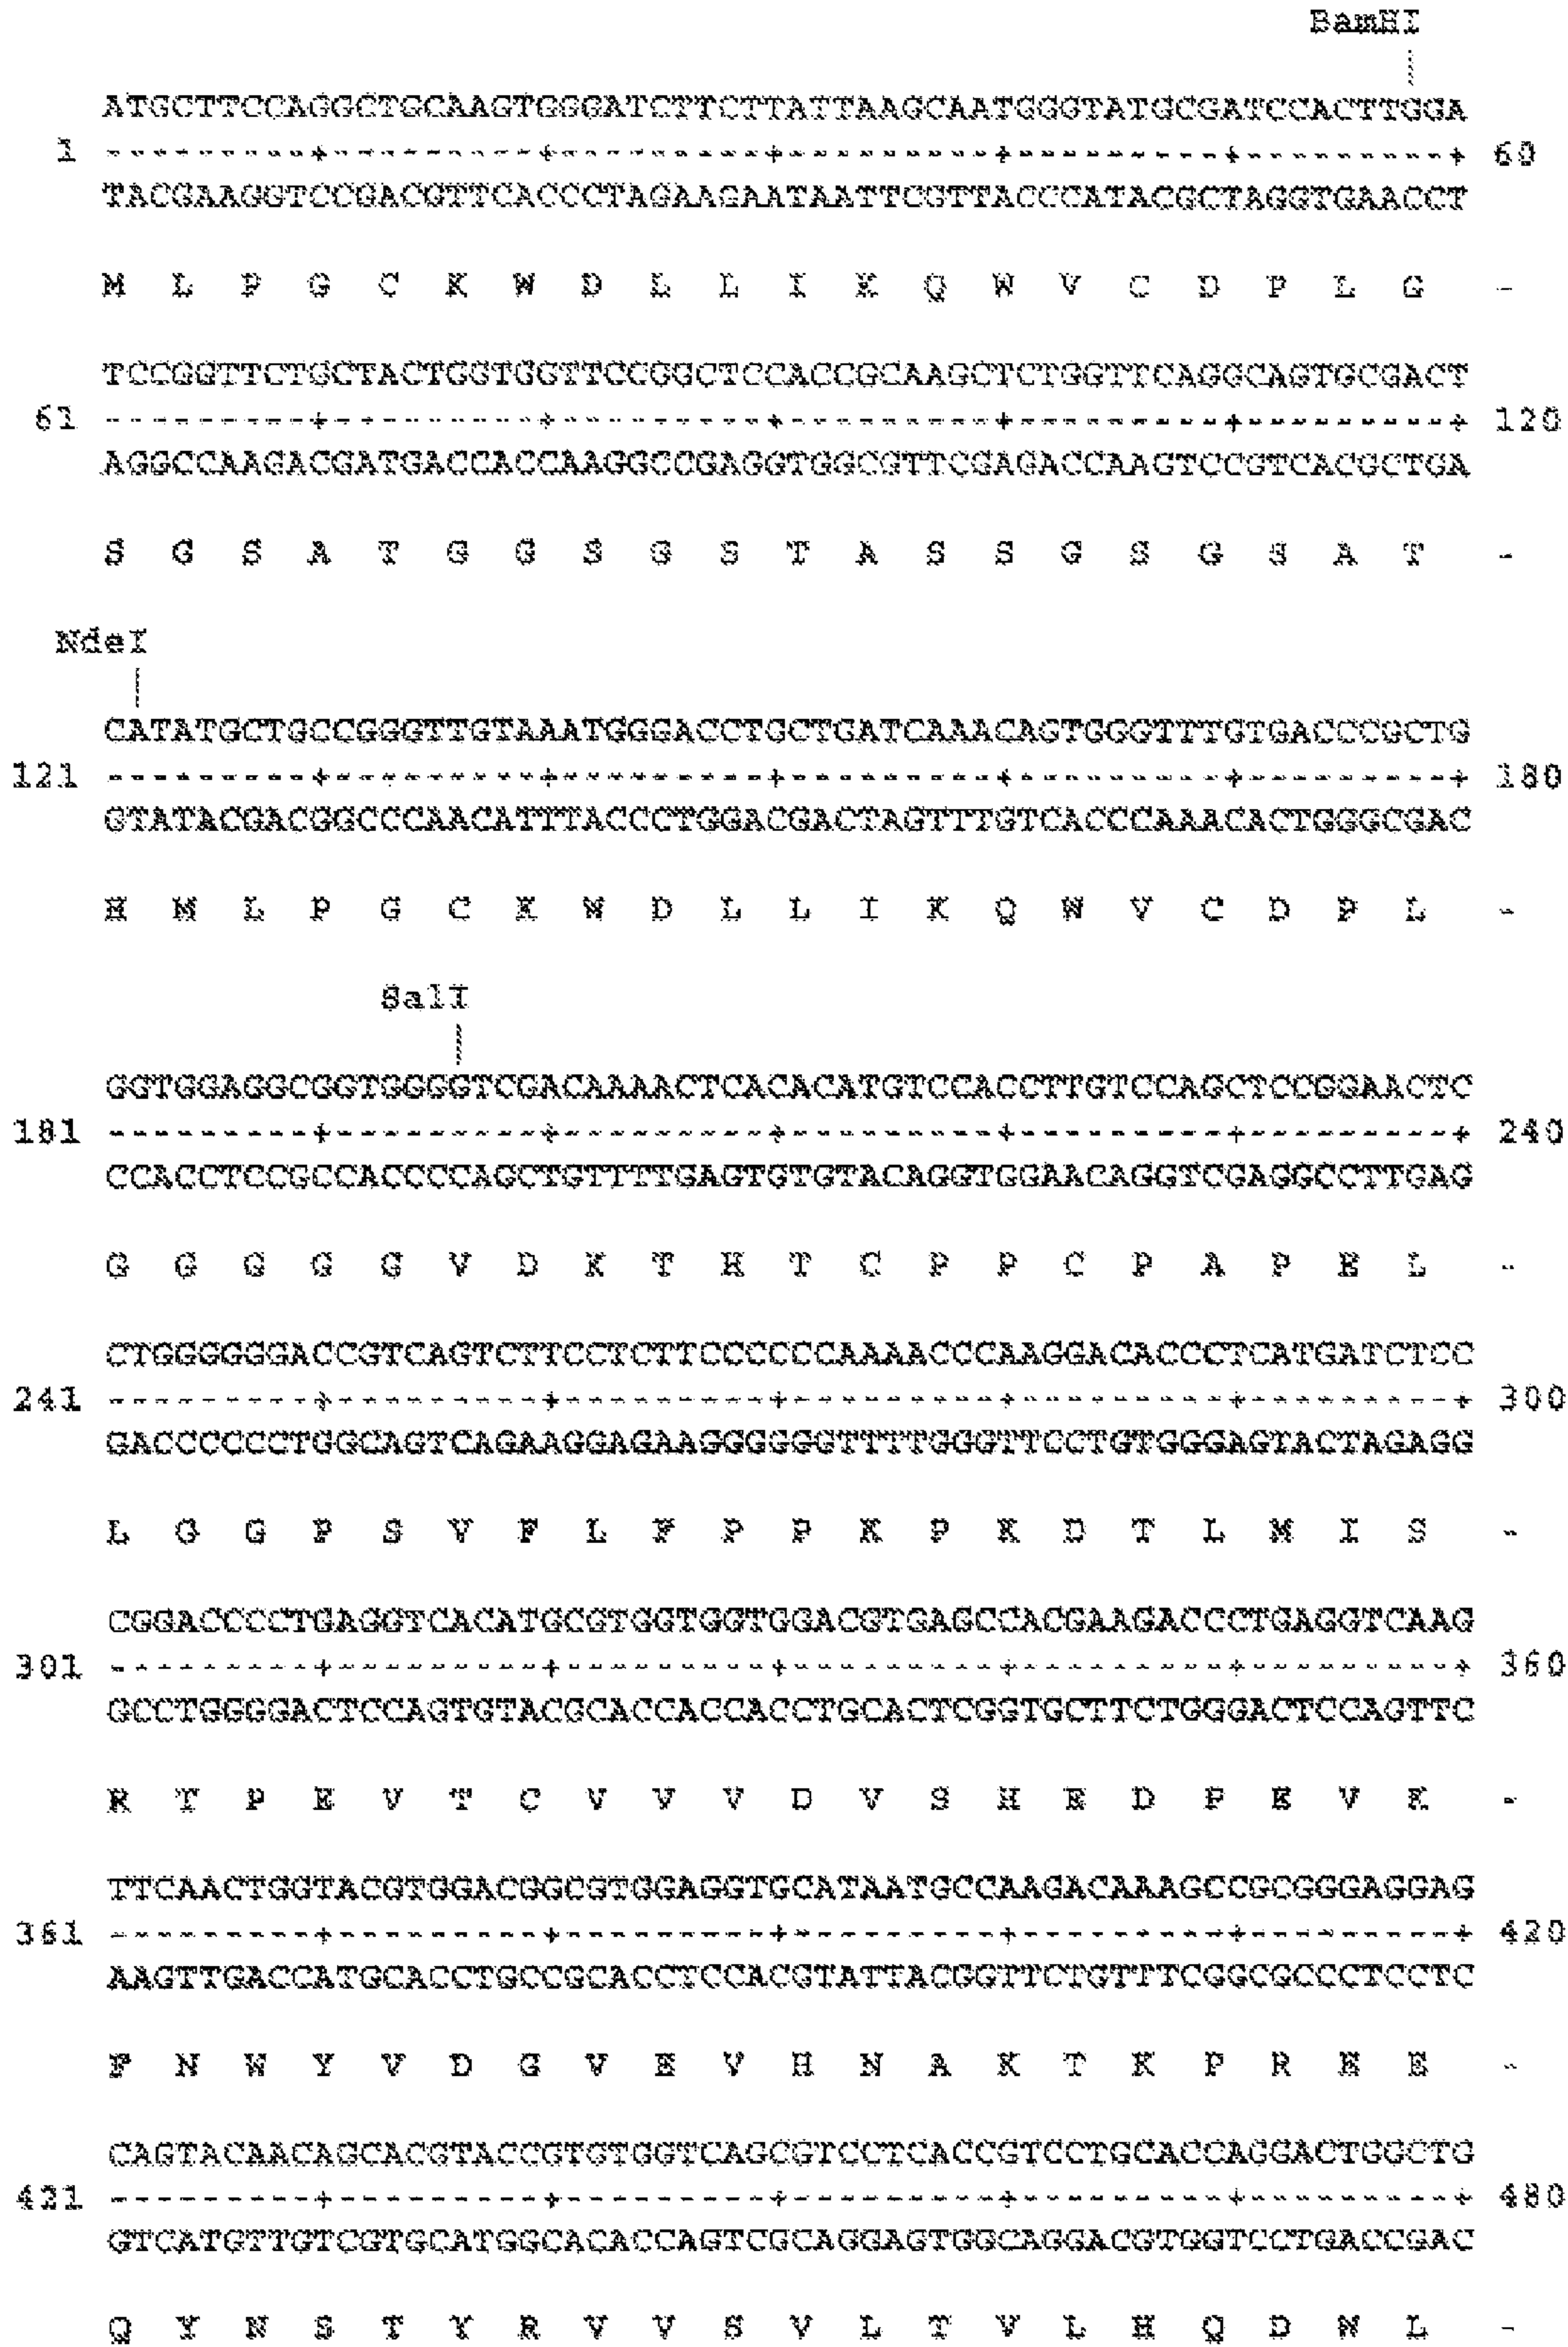 BamHI
ATGCTTCCAGGCTGCAAGTGGGATCTTCTTATTAAGCAATGGGTATGCGATCCACTTGGA
1 ---------+---------+---------+---------+---------+---------+ 60
TACGAAGGTCCGACGTTCACCCTAGAAGAATAATTCGTTACCCATACGCTAGGTGAACCT
M L P G C K W D L L I K Q W V C D P L G -
TCCGGTTCTGCTACTGGTGGTTCCGGCTCCACCGCAAGCTCTGGTTCAGGCAGTGCGACT
61 ---------+---------+---------+---------+---------+---------+ 120
AGGCCAAGACGATGACCACCAAGGCCGAGGTGGCGTTCGAGACCAAGTCCGTCACGCTGA
S G S A T G G S G S T A S S G S G S A T -
NdeI
CATATGCTGCCGGGTTGTAAATGGGACCTGCTGATCAAACAGTGGGTTTGTGACCCGCTG
121 ---------+---------+---------+---------+---------+---------+ 180
GTATACGACGGCCCAACATTTACCCTGGACGACTAGTTTGTCACCCAAACACTGGGCGAC
H M L P G C K W D L L I K Q W V C D P L -
SalI
GGTGGAGGCGGTGGGGTCGACAAAACTCACACATGTCCACCTTGTCCAGCTCCGGAACTC
181 ---------+---------+---------+---------+---------+---------+ 240
CCACCTCCGCCACCCCAGCTGTTTTGAGTGTGTACAGGTGGAACAGGTCGAGGCCTTGAG
G G G G G V D K T H T C P P C P A P E L -
CTGGGGGGACCGTCAGTCTTCCTCTTCCCCCCAAAACCCAAGGACACCCTCATGATCTCC
241 ---------+---------+---------+---------+---------+---------+ 300
GACCCCCCTGGCAGTCAGAAGGAGAAGGGGGGTTTTGGGTTCCTGTGGGAGTACTAGAGG
L G G P S V F L F P P K P K D T L M I S -
CGGACCCCTGAGGTCACATGCGTGGTGGTGGACGTGAGCCACGAAGACCCTGAGGTCAAG
301 ---------+---------+---------+---------+---------+---------+ 360
GCCTGGGGACTCCAGTGTACGCACCACCACCTGCACTCGGTGCTTCTGGGACTCCAGTTC
R T P E V T C V V V D V S H E D P E V K -
TTCAACTGGTACGTGGACGGCGTGGAGGTGCATAATGCCAAGACAAAGCCGCGGGAGGAG
361 ---------+---------+---------+---------+---------+---------+ 420
AAGTTGACCATGCACCTGCCGCACCTCCACGTATTACGGTTCTGTTTCGGCGCCCTCCTC
F N W Y V D G V E V H N A K T K P R E E -
CAGTACAACAGCACGTACCGTGTGGTCAGCGTCCTCACCGTCCTGCACCAGGACTGGCTG
421 ---------+---------+---------+---------+---------+---------+ 480
GTCATGTTGTCGTGCATGGCACACCAGTCGCAGGAGTGGCAGGACGTGGTCCTGACCGAC
Q Y N S T Y R V V S V L T V L H Q D W L -